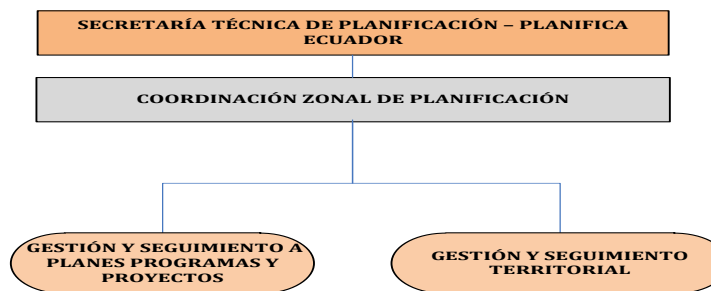 SECRETARÍA TÉCNICA DE PLANIFICACIÓN – PLANIFICA
ECUADOR
COORDINACIÓN ZONAL DE PLANIFICACIÓN
GESTIÓN Y SEGUIMIENTO A
PLANES PROGRAMAS Y
PROYECTOS
GESTIÓN Y SEGUIMIENTO
TERRITORIAL